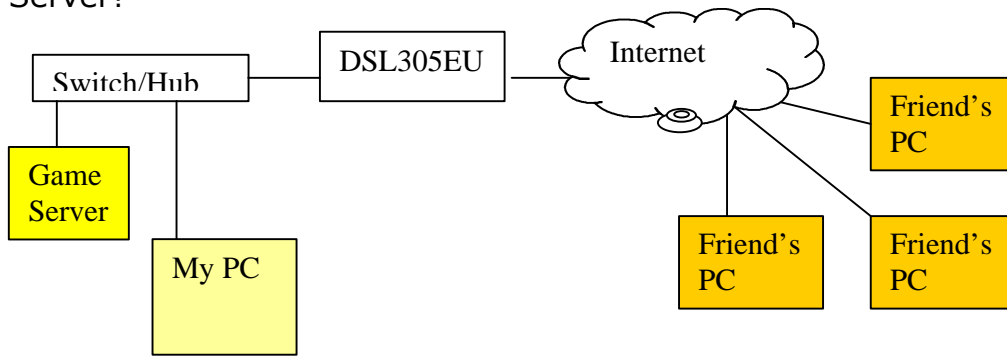 Server?
Internet
DSL305EU
Switch/Hub
Friend's
PC
Game
Server
Friend's
PC
Friend's
PC
My PC